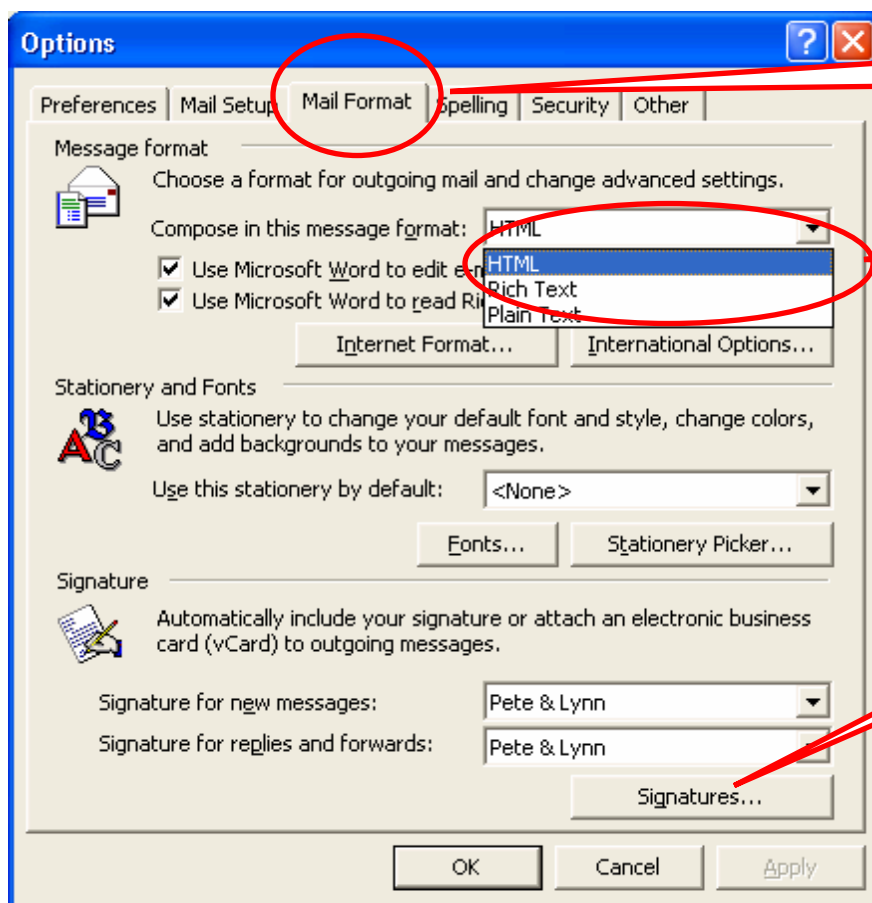 Options
Preferences Mail Setup Mail Format Spelling Security Other
Message format
Choose a format for outgoing mail and change advanced settings.
Compose in this message format: HTML
Use Microsoft Word to edit e-m
HTML
Use Microsoft Word to read Ri
Rich Text
Plain Text
Internet Format... International Options...
Stationery and Fonts
Use stationery to change your default font and style, change colors,
and add backgrounds to your messages.
Use this stationery by default: <None>
Fonts... Stationery Picker...
Signature
Automatically include your signature or attach an electronic business
card (vCard) to outgoing messages.
Signature for new messages: Pete & Lynn
Signature for replies and forwards: Pete & Lynn
Signatures...
OK Cancel Apply